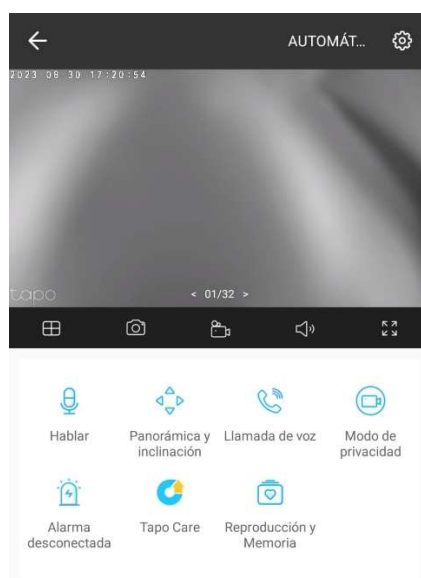 AUTOMÁT...
2023-08-30 17:20:54
tapo
< 01/32 >
Hablar
Panorámica y
inclinación
Llamada de voz
Modo de
privacidad
Alarma
desconectada
Tapo Care
Reproducción y
Memoria